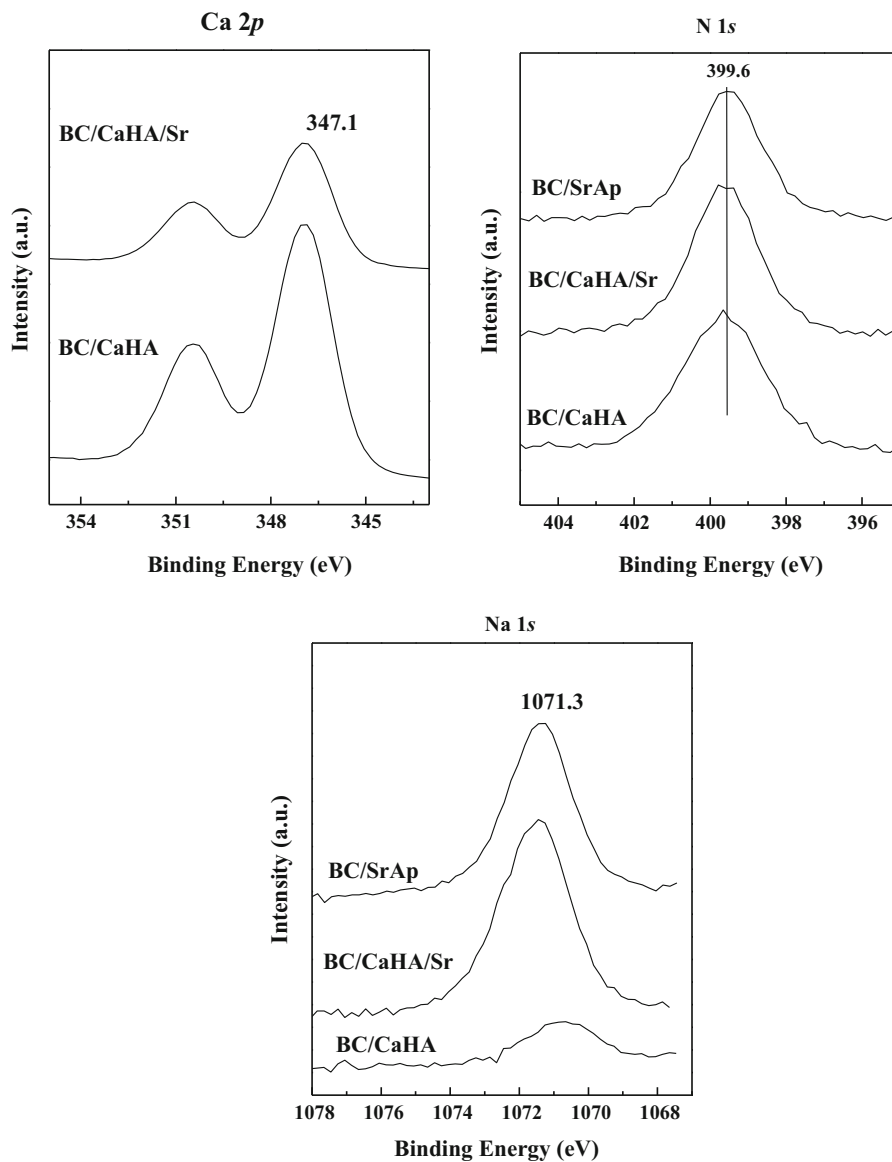 Ca 2p
BC/CaHA/Sr
347.1
BC/CaHA
Intensity (a.u.)
354 351 348 345
Binding Energy (eV)
N 1s
399.6
BC/SrAp
BC/CaHA/Sr
BC/CaHA
Intensity (a.u.)
404 402 400 398 396
Binding Energy (eV)
Na 1s
1071.3
BC/SrAp
BC/CaHA/Sr
BC/CaHA
Intensity (a.u.)
1078 1076 1074 1072 1070 1068
Binding Energy (eV)